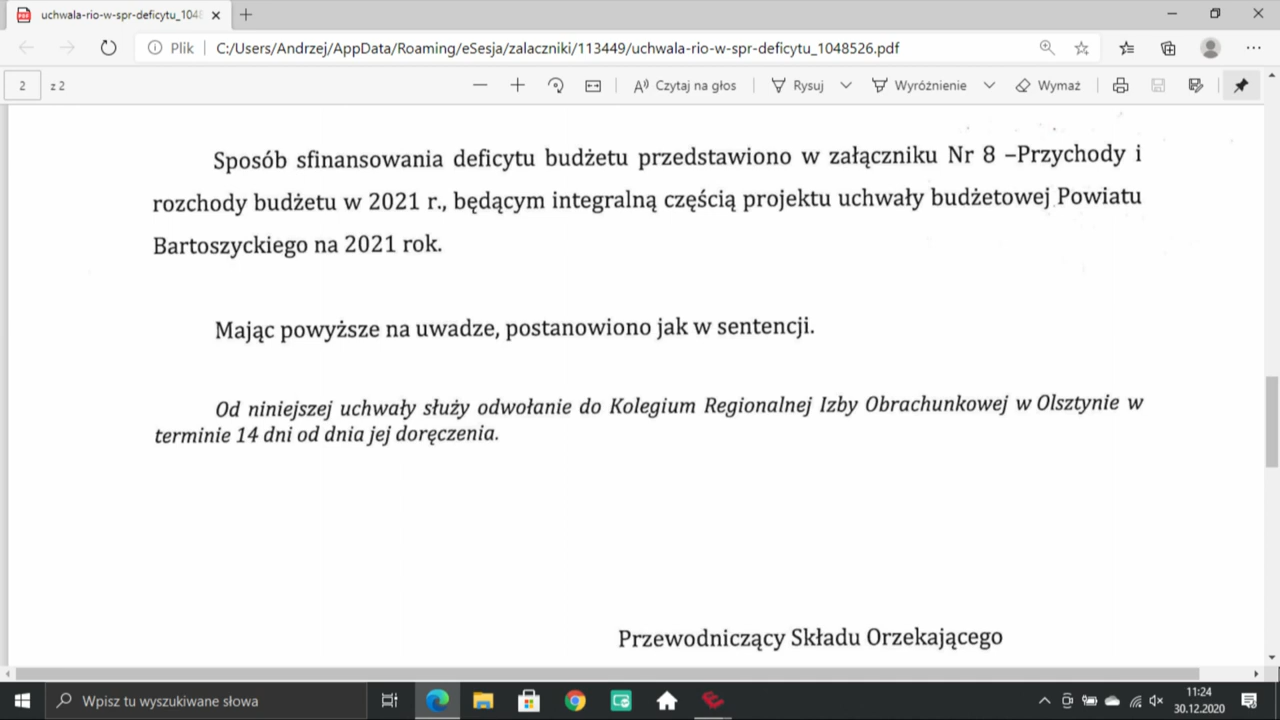 uchwala-rio-w-spr-deficytu_1048
Plik
C:/Users/Andrzej/AppData/Roaming/eSesja/zalaczniki/113449/uchwala-rio-w-spr-deficytu_1048526.pdf
2 z 2 Czytaj na głos Rysuj Wyróżnienie Wymaż
Sposób sfinansowania deficytu budżetu przedstawiono w załączniku Nr 8 –Przychody i
rozchody budżetu w 2021 r., będącym integralną częścią projektu uchwały budżetowej Powiatu
Bartoszyckiego na 2021 rok.
Mając powyższe na uwadze, postanowiono jak w sentencji.
Od niniejszej uchwały służy odwołanie do Kolegium Regionalnej Izby Obrachunkowej w Olsztynie w
terminie 14 dni od dnia jej doręczenia.
Przewodniczący Składu Orzekającego
Wpisz tu wyszukiwane słowa
11:24
30.12.2020